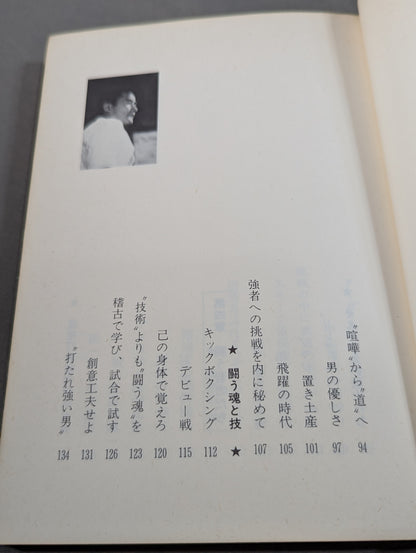 〝喧嘩〟から〝道〟へ 94
男の優しさ 97
置き土産 101
飛躍の時代 105
強者への挑戦を内に秘めて 107
★ 闘う魂と技 ★
キックボクシング 112
デビュー戦 115
己の身体で覚えろ 120
〝技術〟よりも〝闘う魂〟を 123
稽古で学び、試合で試す 126
創意工夫せよ 131
〝打たれ強い男〟 134